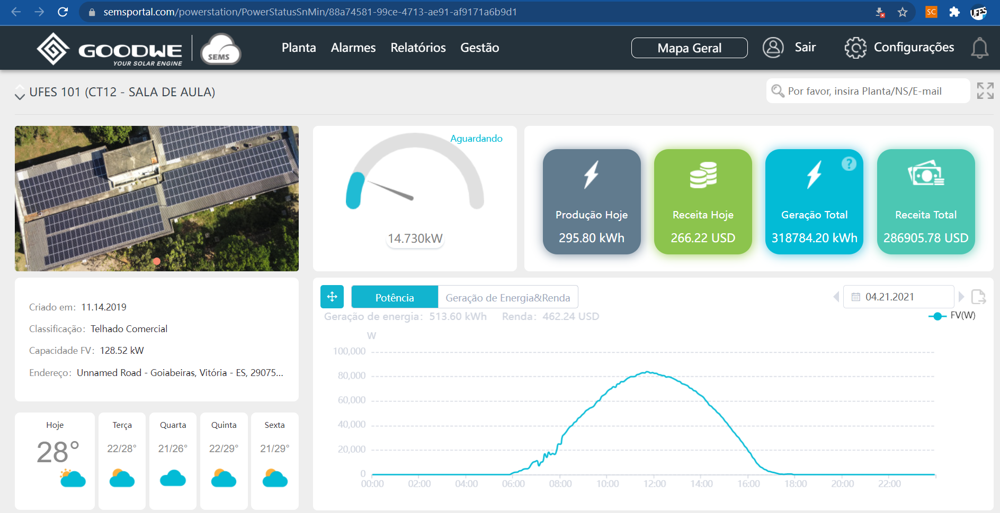 semsportal.com/powerstation/PowerStatusSnMin/88a74581-99ce-4713-ae91-af9171a6b9d1
SC
UFES
GOODWE
YOUR SOLAR ENGINE
SEMS
Planta
Alarmes
Relatórios
Gestão
Mapa Geral
Sair
Configurações
UFES 101 (CT12 - SALA DE AULA)
Por favor, insira Planta/NS/E-mail
Aguardando
14.730kW
Produção Hoje
295.80 kWh
Receita Hoje
266.22 USD
?
Geração Total
318784.20 kWh
Receita Total
286905.78 USD
Criado em: 11.14.2019
Classificação: Telhado Comercial
Capacidade FV: 128.52 kW
Endereço: Unnamed Road - Goiabeiras, Vitória - ES, 29075...
Hoje
28°
Terça
22/28°
Quarta
21/26°
Quinta
22/29°
Sexta
21/29°
Potência
Geração de Energia&Renda
04.21.2021
Geração de energia: 513.60 kWh Renda: 462.24 USD
FV(W)
W
100,000
80,000
60,000
40,000
20,000
0
00:00 02:00 04:00 06:00 08:00 10:00 12:00 14:00 16:00 18:00 20:00 22:00